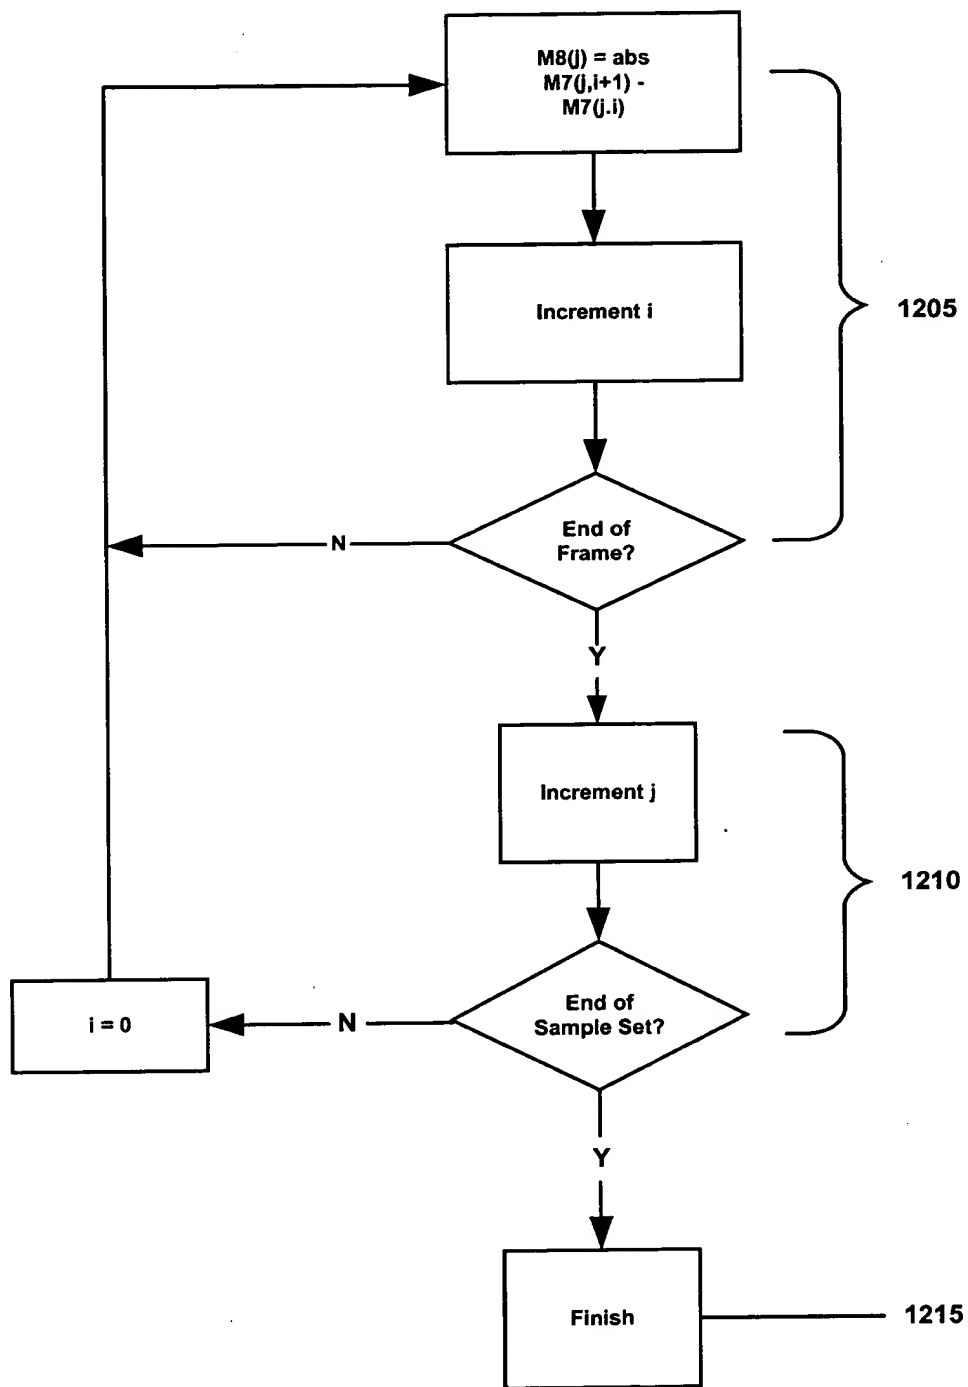 M8(j) = abs
M7(j,i+1) -
M7(j.i)
1205
Increment i
End of
Frame?
N
Y
Increment j
1210
End of
Sample Set?
N
i = 0
Y
Finish
1215